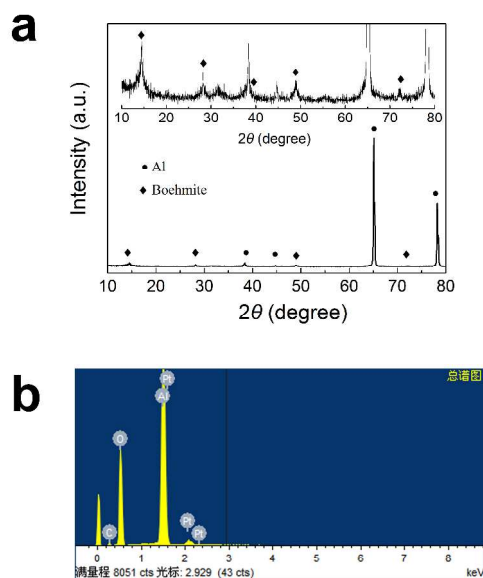 a
10 20 30 40 50 60 70 80
2θ (degree)
Intensity (a.u.)
Al
Boehmite
10 20 30 40 50 60 70 80
2θ (degree)
b
总谱图
Pt
Al
O
C
Pt
Pt
0 1 2 3 4 5 6 7 8
满量程 8051 cts 光标: 2.929 (43 cts)
keV